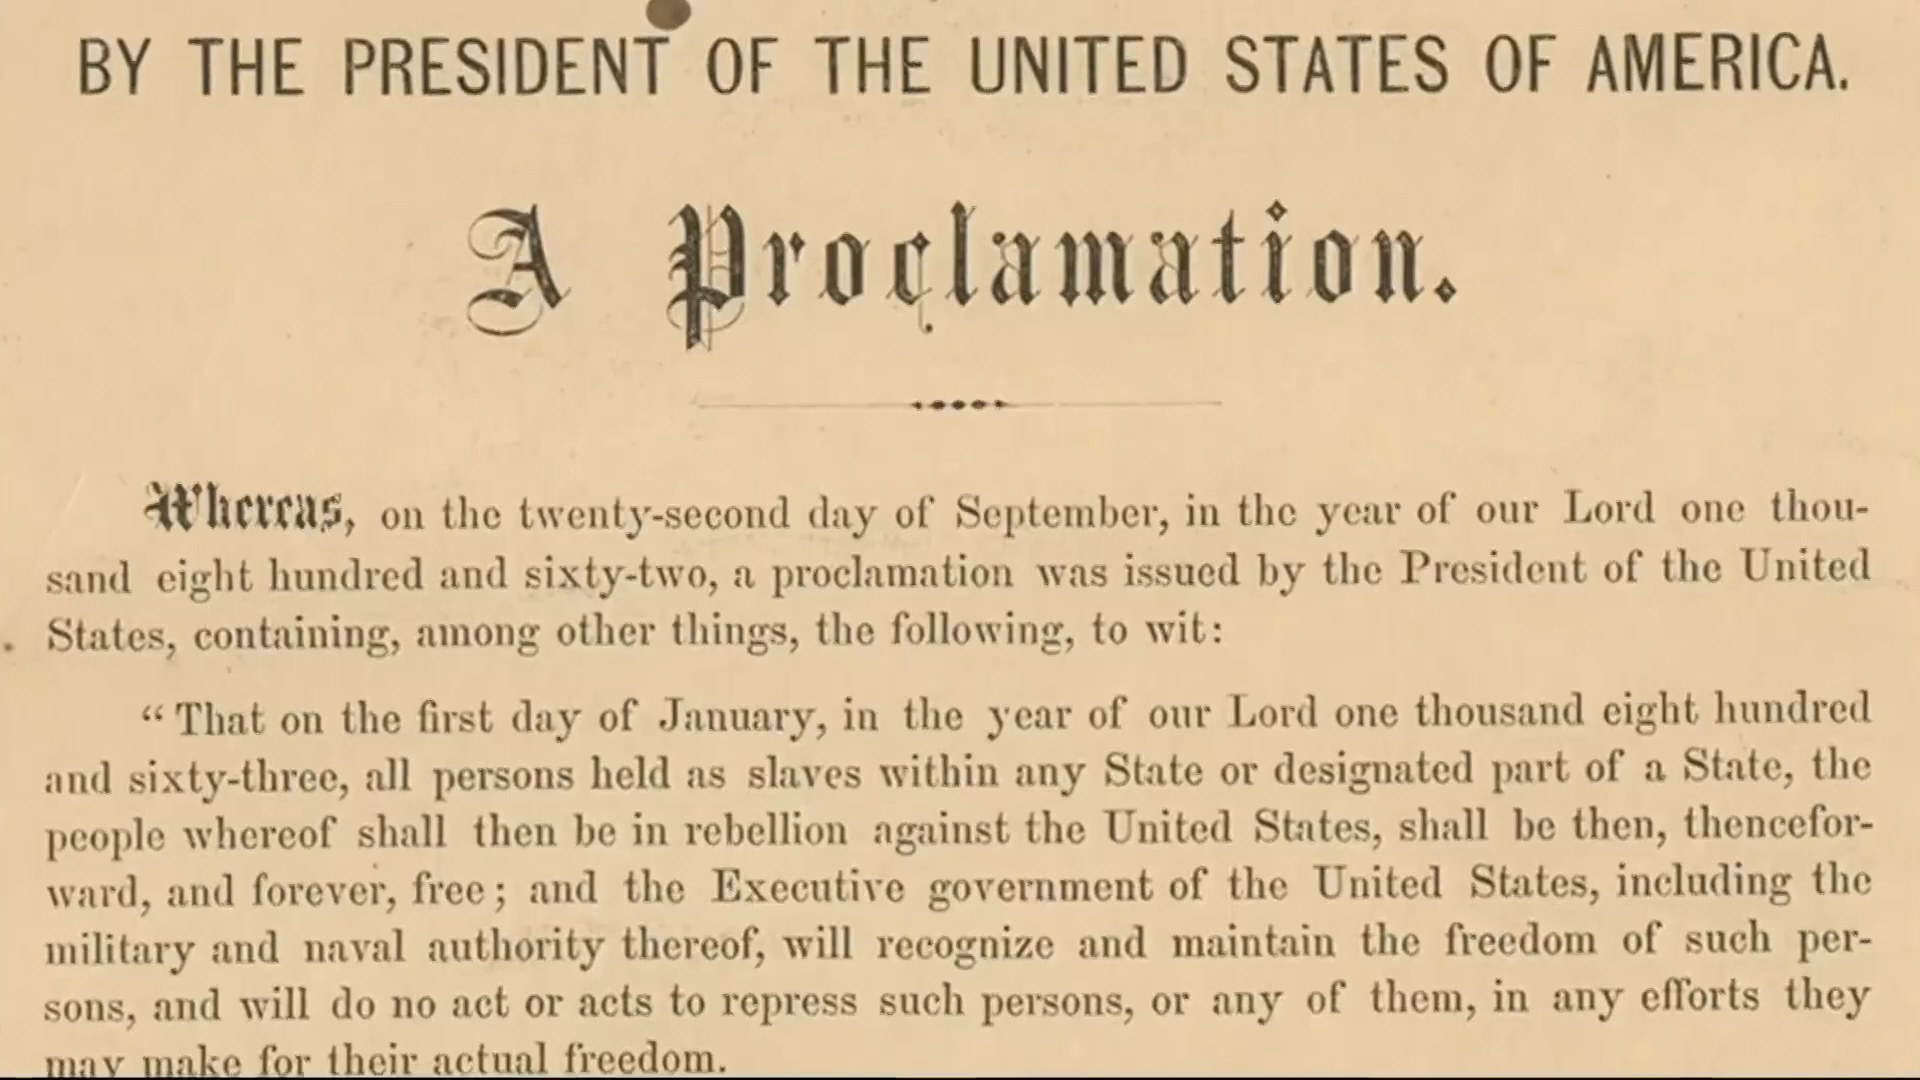 BY THE PRESIDENT OF THE UNITED STATES OF AMERICA.
A Proclamation.
Whereas, on the twenty-second day of September, in the year of our Lord one thou-
sand eight hundred and sixty-two, a proclamation was issued by the President of the United
States, containing, among other things, the following, to wit:
“ That on the first day of January, in the year of our Lord one thousand eight hundred
and sixty-three, all persons held as slaves within any State or designated part of a State, the
people whereof shall then be in rebellion against the United States, shall be then, thencefor-
ward, and forever, free ; and the Executive government of the United States, including the
military and naval authority thereof, will recognize and maintain the freedom of such per-
sons, and will do no act or acts to repress such persons, or any of them, in any efforts they
may make for their actual freedom.